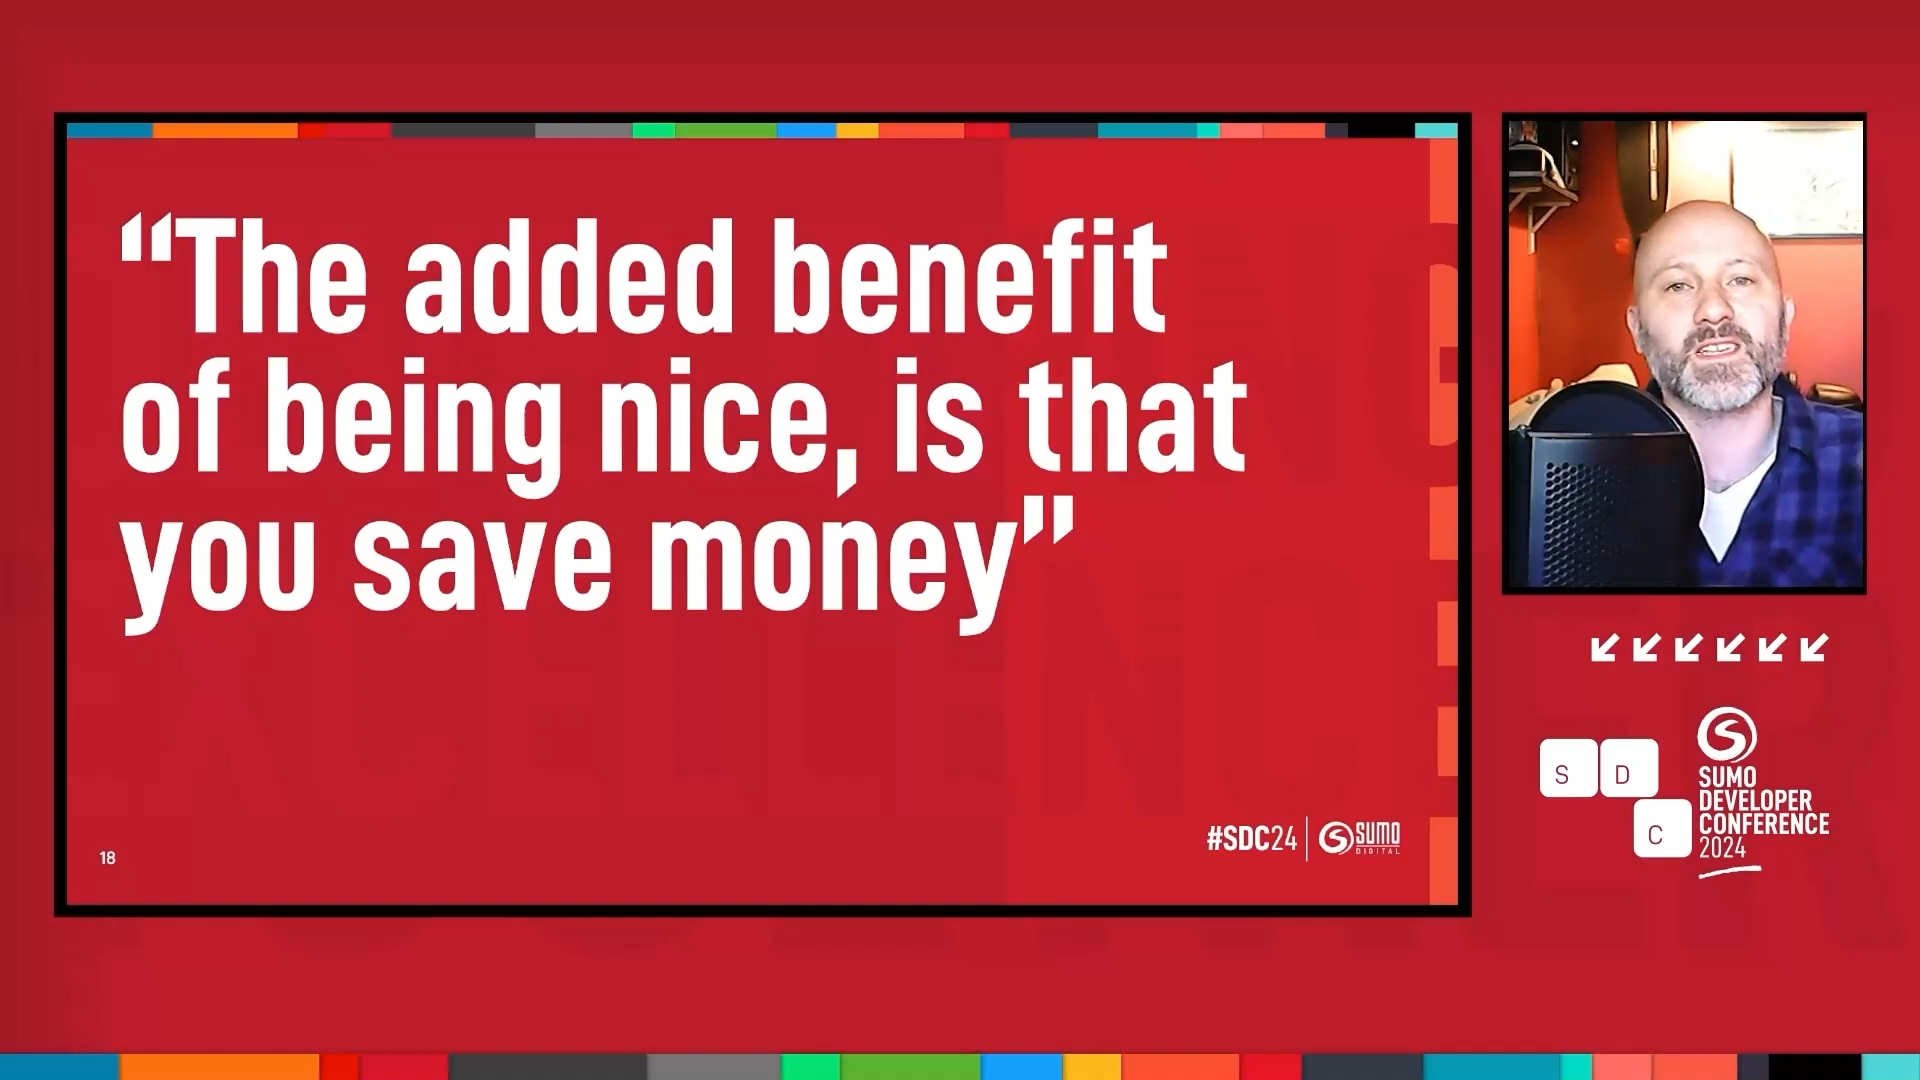 “The added benefit
of being nice, is that
you save money”
18
#SDC24
SUMO
DIGITAL
S D
C
SUMO
DEVELOPER
CONFERENCE
2024